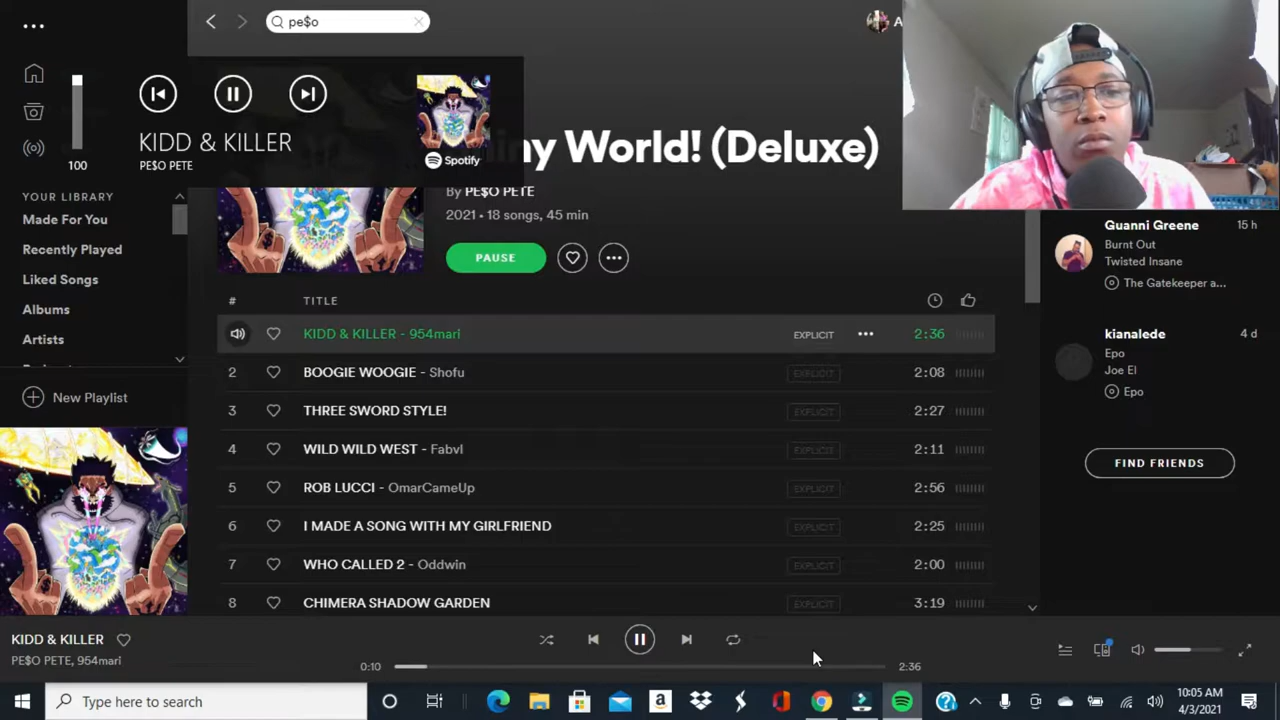 pe$o
A
KIDD & KILLER
PE$O PETE
100
Spotify
ny World! (Deluxe)
By PE$O PETE
2021 • 18 songs, 45 min
PAUSE
YOUR LIBRARY
Made For You
Recently Played
Liked Songs
Albums
Artists
New Playlist
# TITLE
KIDD & KILLER - 954mari EXPLICIT 2:36
2 BOOGIE WOOGIE - Shofu EXPLICIT 2:08
3 THREE SWORD STYLE! EXPLICIT 2:27
4 WILD WILD WEST - Fabvl EXPLICIT 2:11
5 ROB LUCCI - OmarCameUp EXPLICIT 2:56
6 I MADE A SONG WITH MY GIRLFRIEND EXPLICIT 2:25
7 WHO CALLED 2 - Oddwin EXPLICIT 2:00
8 CHIMERA SHADOW GARDEN EXPLICIT 3:19
Guanni Greene 15 h
Burnt Out
Twisted Insane
The Gatekeeper a...
kianalede 4 d
Epo
Joe El
Epo
FIND FRIENDS
KIDD & KILLER
PE$O PETE, 954mari
0:10 2:36
Type here to search
10:05 AM
4/3/2021